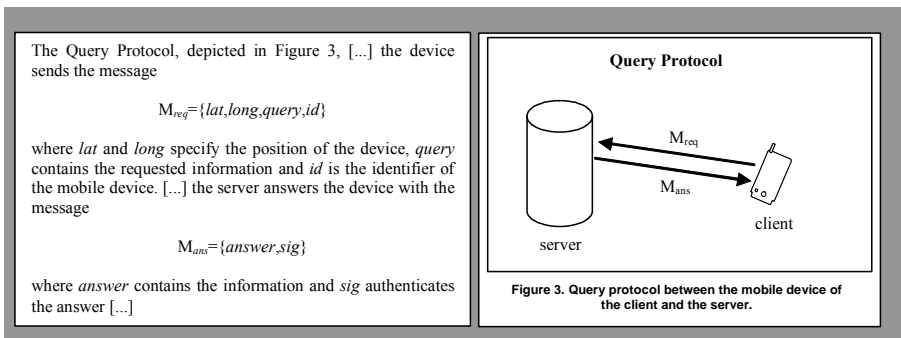 The Query Protocol, depicted in Figure 3, [...] the device
sends the message
M_req={lat,long,query,id}
where lat and long specify the position of the device, query
contains the requested information and id is the identifier of
the mobile device. [...] the server answers the device with the
message
M_ans={answer,sig}
where answer contains the information and sig authenticates
the answer [...]
Query Protocol
M_req
M_ans
client
server
Figure 3. Query protocol between the mobile device of
the client and the server.